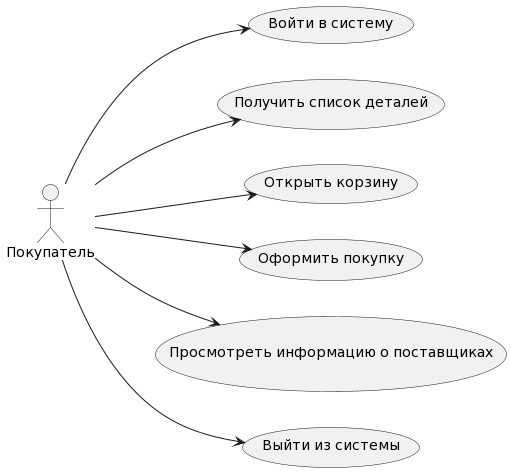 Войти в систему
Получить список деталей
Открыть корзину
Покупатель
Оформить покупку
Просмотреть информацию о поставщиках
Выйти из системы